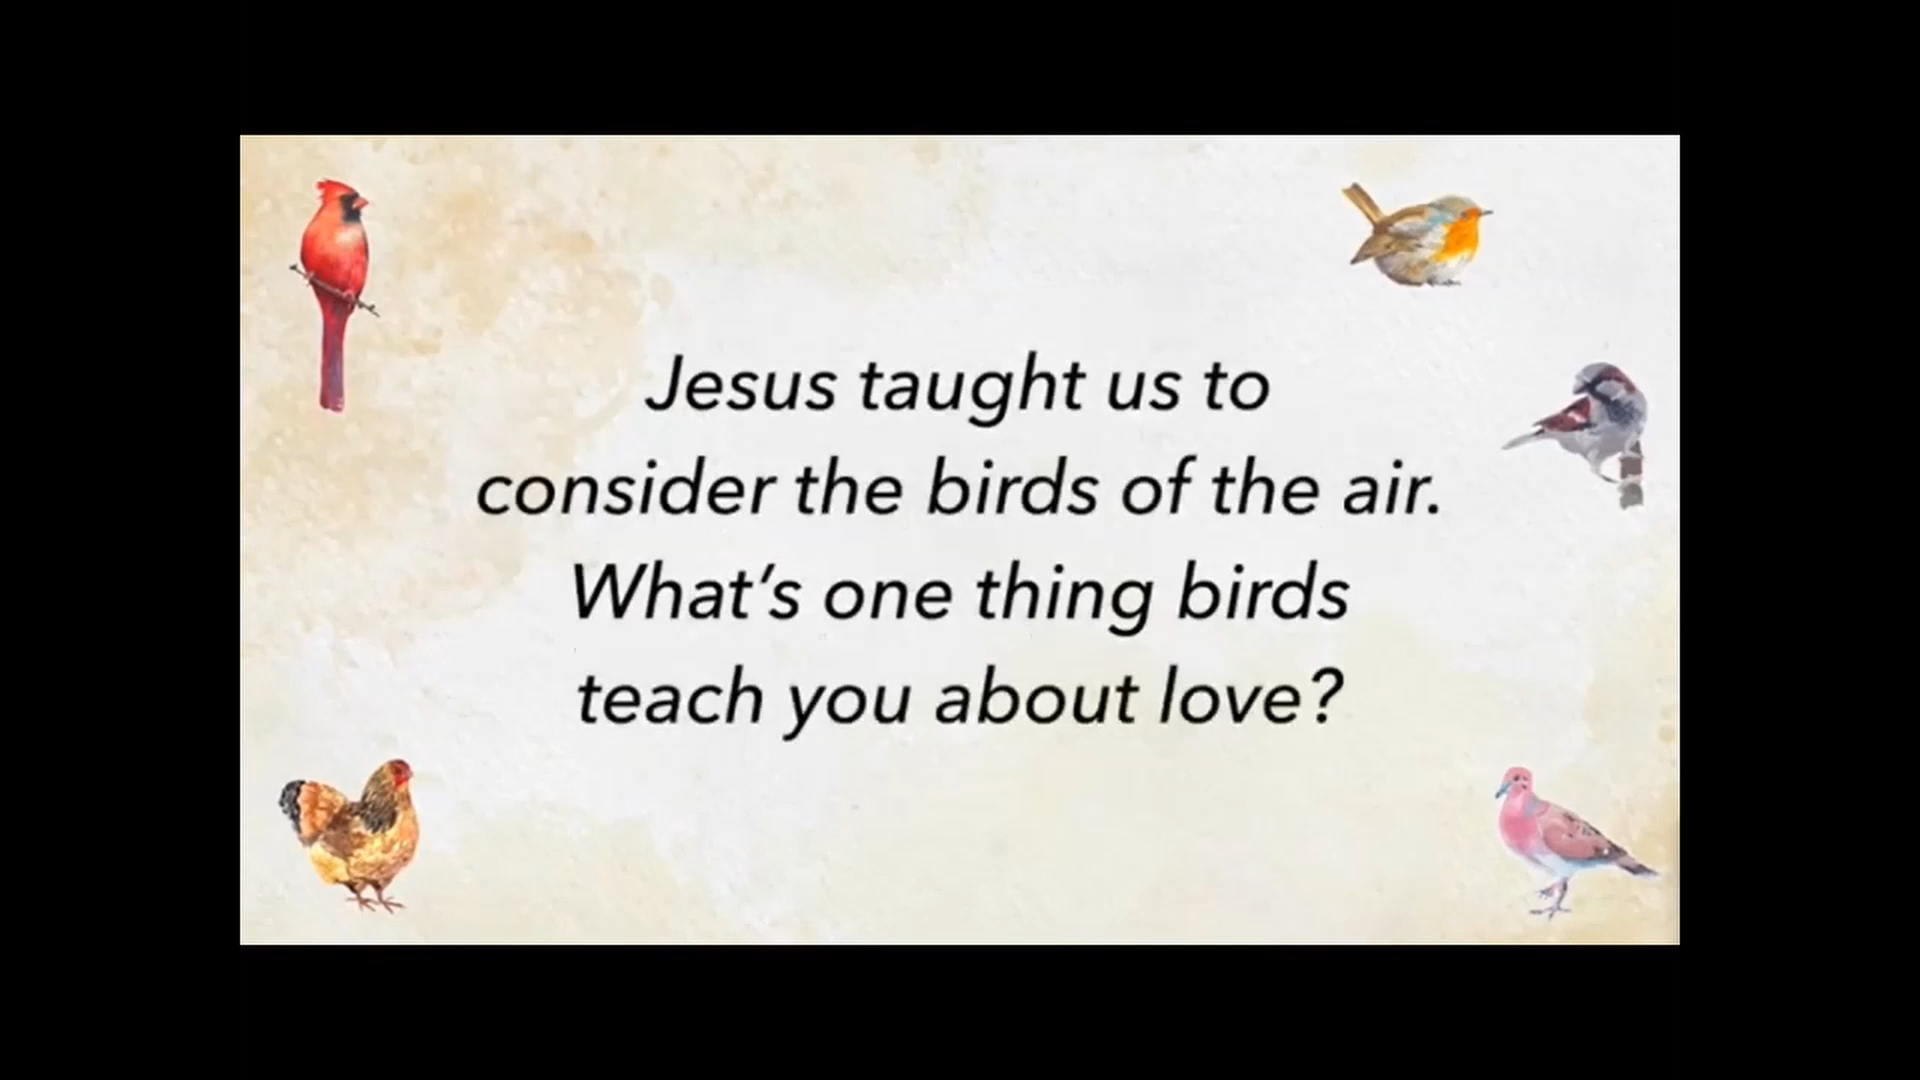 Jesus taught us to
consider the birds of the air.
What’s one thing birds
teach you about love?